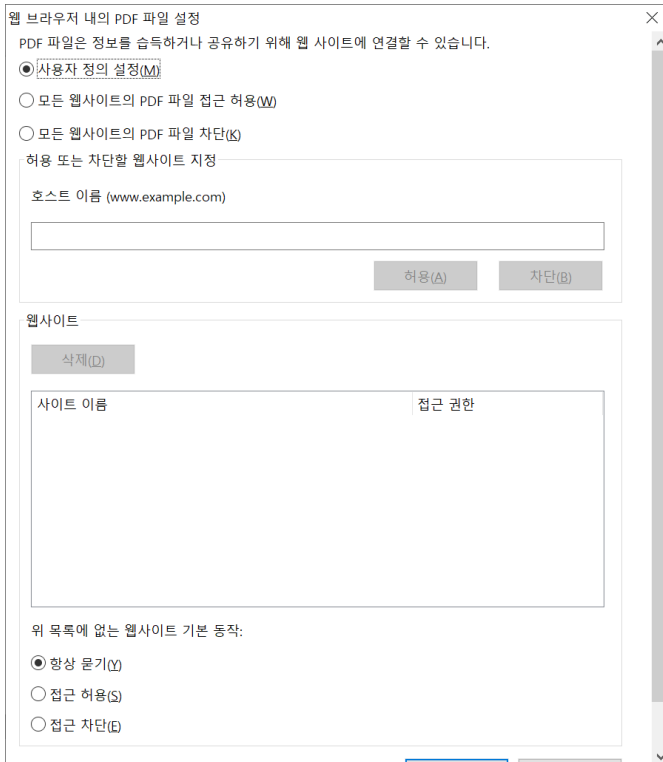 웹 브라우저 내의 PDF 파일 설정
PDF 파일은 정보를 습득하거나 공유하기 위해 웹 사이트에 연결할 수 있습니다.
사용자 정의 설정(M)
모든 웹사이트의 PDF 파일 접근 허용(W)
모든 웹사이트의 PDF 파일 차단(K)
허용 또는 차단할 웹사이트 지정
호스트 이름 (www.example.com)
허용(A) 차단(B)
웹사이트
삭제(D)
사이트 이름 접근 권한
위 목록에 없는 웹사이트 기본 동작:
항상 묻기(Y)
접근 허용(S)
접근 차단(E)